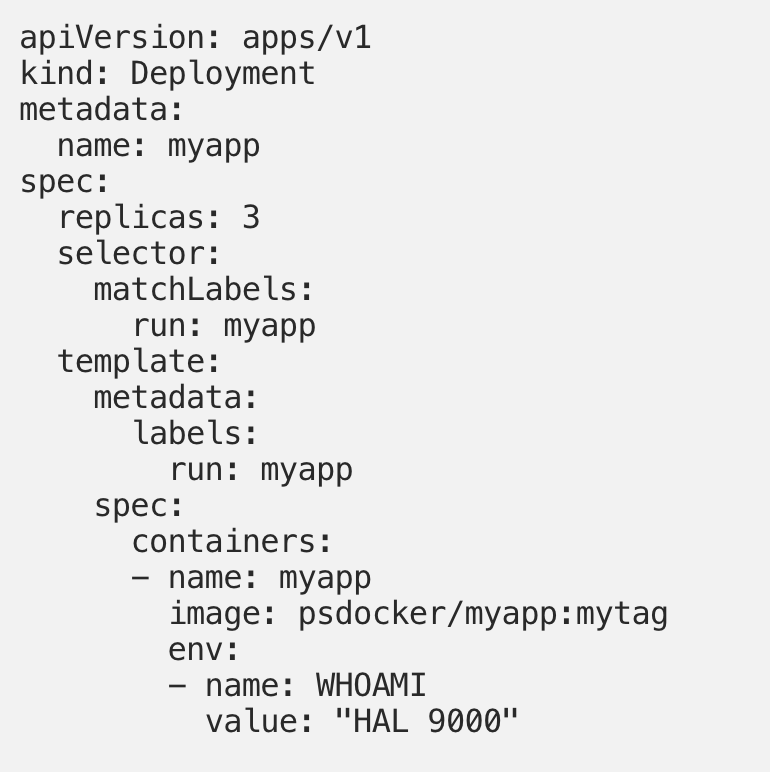 apiVersion: apps/v1
kind: Deployment
metadata:
  name: myapp
spec:
  replicas: 3
  selector:
    matchLabels:
      run: myapp
  template:
    metadata:
      labels:
        run: myapp
    spec:
      containers:
      - name: myapp
        image: psdocker/myapp:mytag
        env:
        - name: WHOAMI
          value: "HAL 9000"